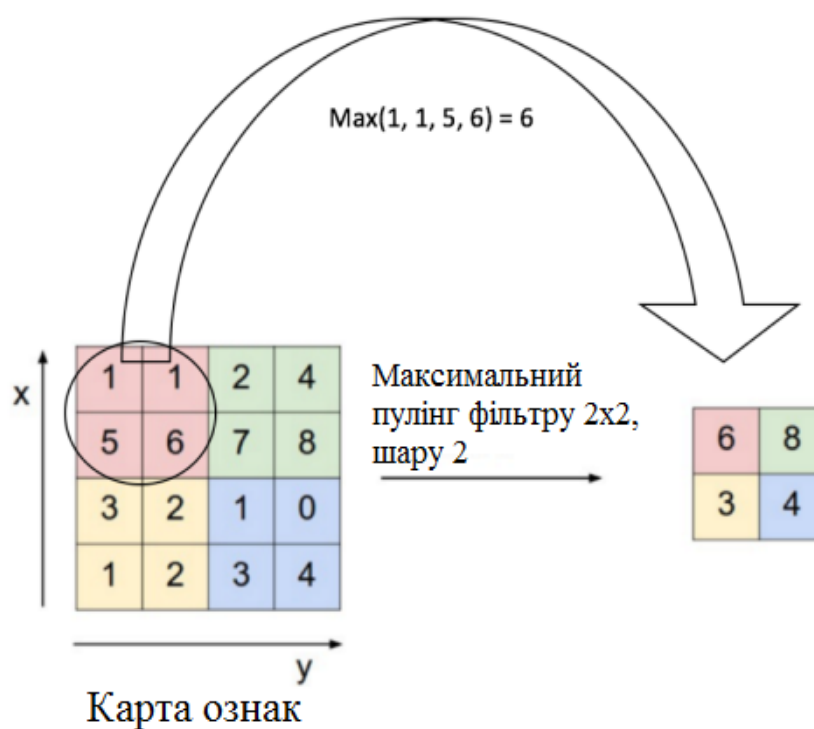 Max(1, 1, 5, 6) = 6
x
1 1 2 4
5 6 7 8
3 2 1 0
1 2 3 4
y
Карта ознак
Максимальний
пулінг фільтру 2x2,
шару 2
6 8
3 4